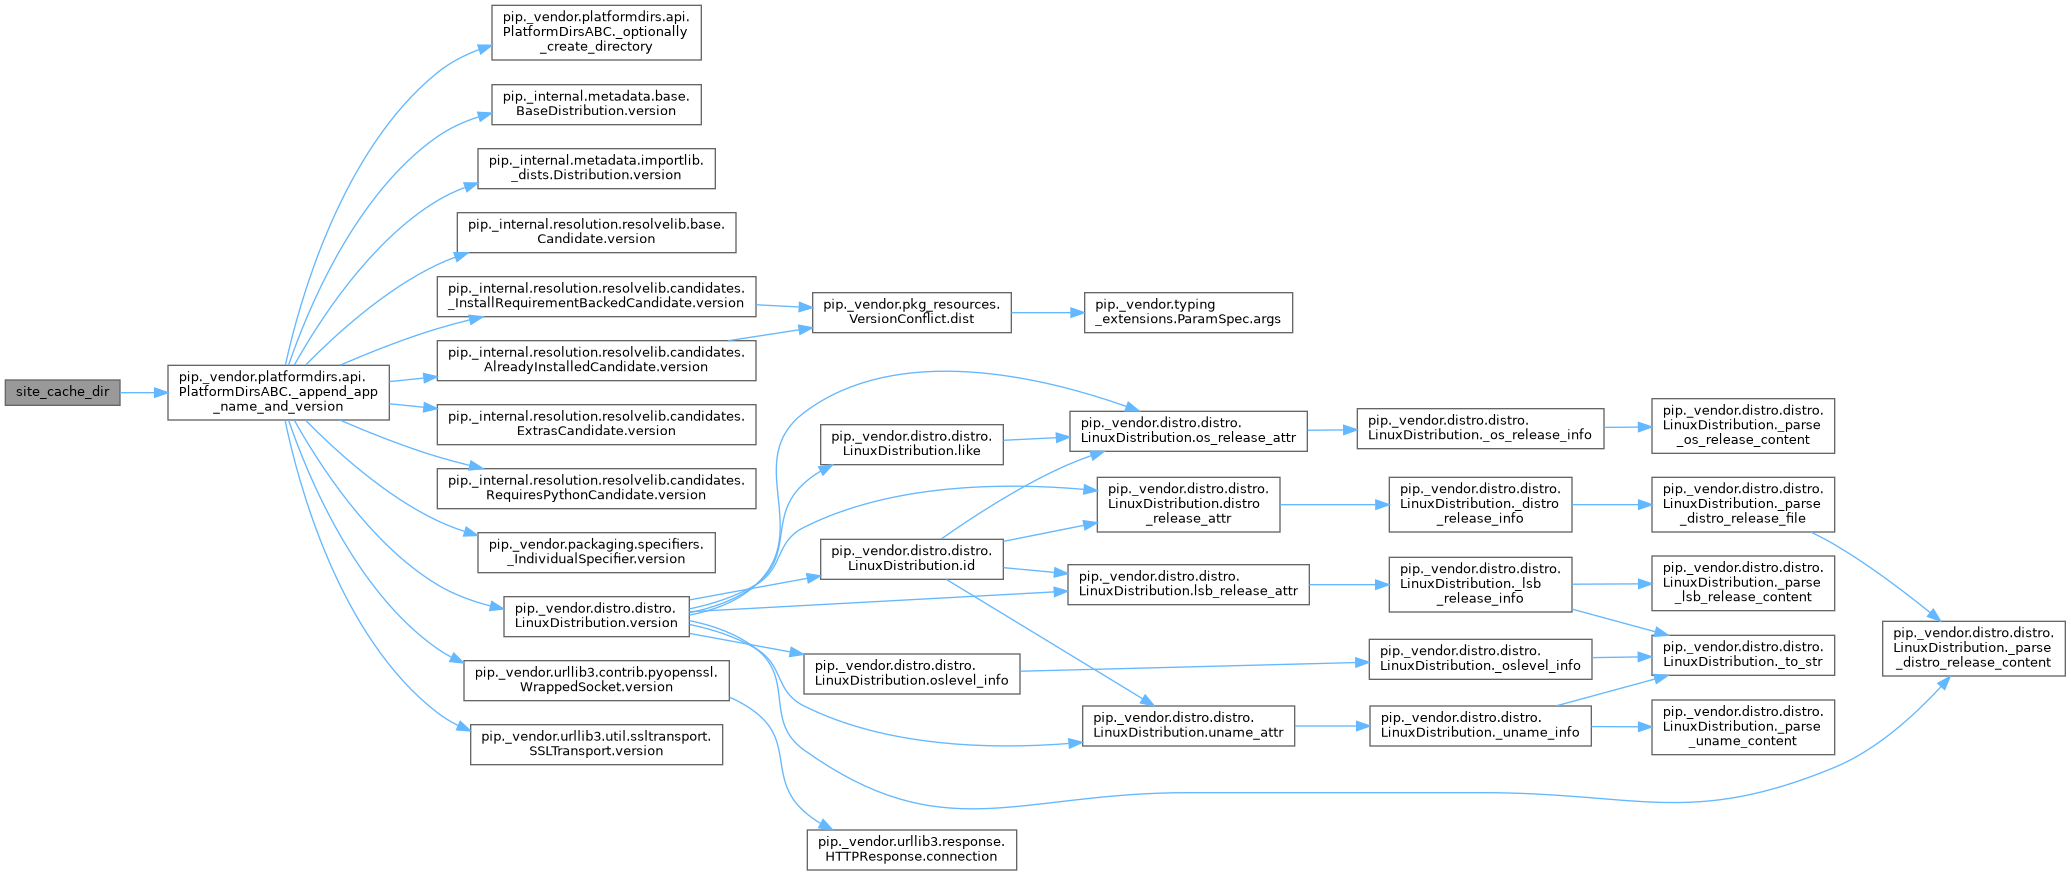 site_cache_dir
pip._vendor.platformdirs.api.
PlatformDirsABC._append_app
_name_and_version
pip._vendor.platformdirs.api.
PlatformDirsABC._optionally
_create_directory
pip._internal.metadata.base.
BaseDistribution.version
pip._internal.metadata.importlib.
_dists.Distribution.version
pip._internal.resolution.resolvelib.base.
Candidate.version
pip._internal.resolution.resolvelib.candidates.
_InstallRequirementBackedCandidate.version
pip._internal.resolution.resolvelib.candidates.
AlreadyInstalledCandidate.version
pip._internal.resolution.resolvelib.candidates.
ExtrasCandidate.version
pip._internal.resolution.resolvelib.candidates.
RequiresPythonCandidate.version
pip._vendor.packaging.specifiers.
_IndividualSpecifier.version
pip._vendor.distro.distro.
LinuxDistribution.version
pip._vendor.urllib3.contrib.pyopenssl.
WrappedSocket.version
pip._vendor.urllib3.util.ssltransport.
SSLTransport.version
pip._vendor.pkg_resources.
VersionConflict.dist
pip._vendor.typing
_extensions.ParamSpec.args
pip._vendor.distro.distro.
LinuxDistribution.like
pip._vendor.distro.distro.
LinuxDistribution.id
pip._vendor.distro.distro.
LinuxDistribution.oslevel_info
pip._vendor.urllib3.response.
HTTPResponse.connection
pip._vendor.distro.distro.
LinuxDistribution.os_release_attr
pip._vendor.distro.distro.
LinuxDistribution.distro
_release_attr
pip._vendor.distro.distro.
LinuxDistribution.lsb_release_attr
pip._vendor.distro.distro.
LinuxDistribution.uname_attr
pip._vendor.distro.distro.
LinuxDistribution._os_release_info
pip._vendor.distro.distro.
LinuxDistribution._distro
_release_info
pip._vendor.distro.distro.
LinuxDistribution._lsb
_release_info
pip._vendor.distro.distro.
LinuxDistribution._oslevel_info
pip._vendor.distro.distro.
LinuxDistribution._uname_info
pip._vendor.distro.distro.
LinuxDistribution._parse
_os_release_content
pip._vendor.distro.distro.
LinuxDistribution._parse
_distro_release_file
pip._vendor.distro.distro.
LinuxDistribution._parse
_lsb_release_content
pip._vendor.distro.distro.
LinuxDistribution._to_str
pip._vendor.distro.distro.
LinuxDistribution._parse
_uname_content
pip._vendor.distro.distro.
LinuxDistribution._parse
_distro_release_content